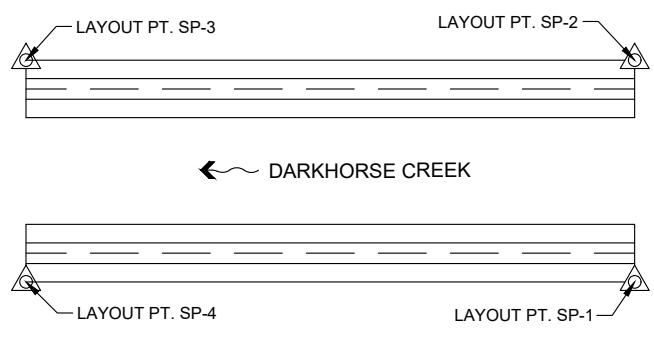 LAYOUT PT. SP-3
LAYOUT PT. SP-2
DARKHORSE CREEK
LAYOUT PT. SP-4
LAYOUT PT. SP-1